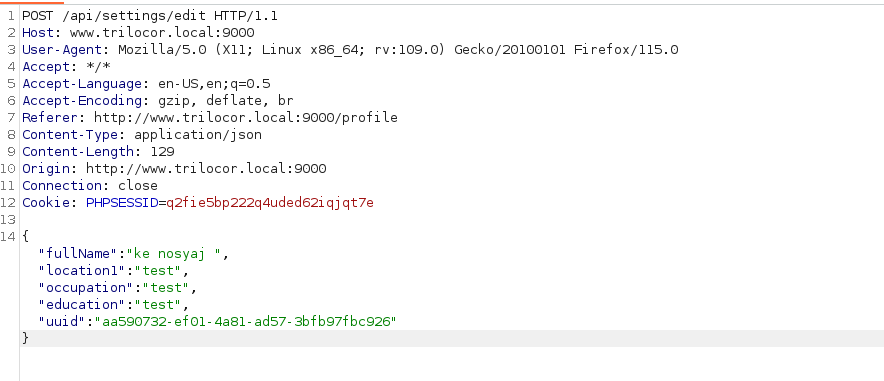 1 POST /api/settings/edit HTTP/1.1
2 Host: www.trilocor.local:9000
3 User-Agent: Mozilla/5.0 (X11; Linux x86_64; rv:109.0) Gecko/20100101 Firefox/115.0
4 Accept: */*
5 Accept-Language: en-US,en;q=0.5
6 Accept-Encoding: gzip, deflate, br
7 Referer: http://www.trilocor.local:9000/profile
8 Content-Type: application/json
9 Content-Length: 129
10 Origin: http://www.trilocor.local:9000
11 Connection: close
12 Cookie: PHPSESSID=q2fie5bp222q4uded62iqjqt7e
13
14 {
"fullName":"ke nosyaj ",
"location1":"test",
"occupation":"test",
"education":"test",
"uuid":"aa590732-ef01-4a81-ad57-3bfb97fbc926"
}